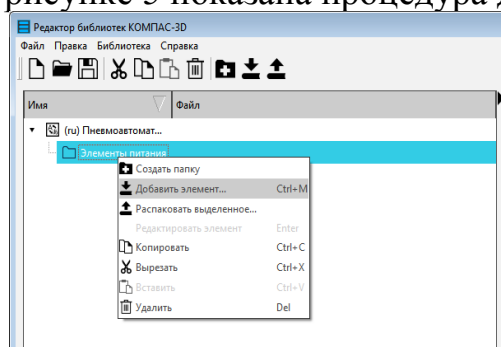 рисунке 5 показана процедура
Редактор библиотек КОМПАС-3D
Файл Правка Библиотека Справка
Имя Файл
(ru) Пневмоавтомат...
Элементы питания
Создать папку
Добавить элемент... Ctrl+M
Распаковать выделенное...
Редактировать элемент Enter
Копировать Ctrl+C
Вырезать Ctrl+X
Вставить Ctrl+V
Удалить Del